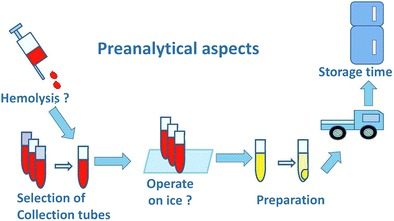 Preanalytical aspects
Storage time
Hemolysis ?
Selection of
Collection tubes
Operate
on ice ?
Preparation